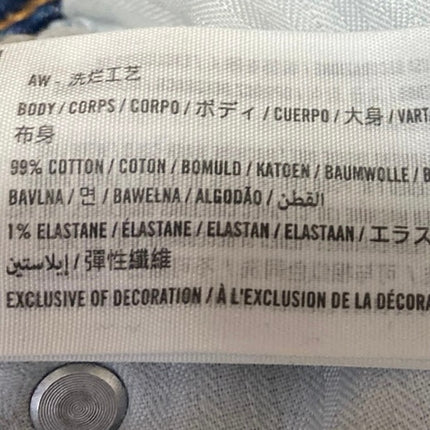 AW - 洗烂工艺
BODY / CORPS / CORPO / ボディ / CUERPO / 大身 / VART
布身
99% COTTON / COTON / BOMULD / KATOEN / BAUMWOLLE / B
BAVLNA / 면 / BAWEŁNA / ALGODÃO / القطن
1% ELASTANE / ÉLASTANE / ELASTAN / ELASTAAN / エラス
إيلاستين / 彈性纖維
EXCLUSIVE OF DECORATION / À L'EXCLUSION DE LA DÉCORA